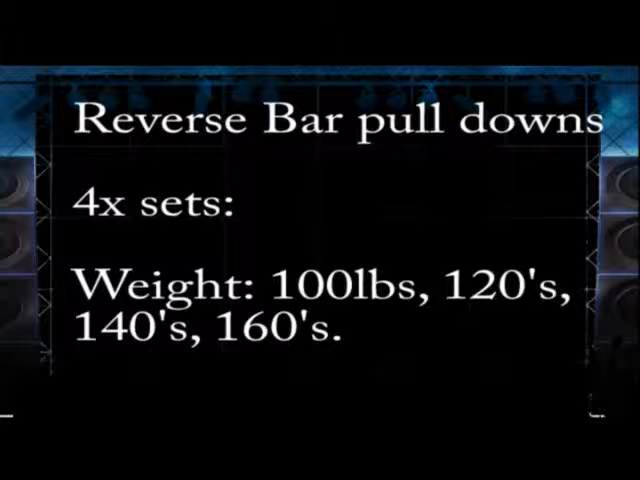 Reverse Bar pull downs
4x sets:
Weight: 100lbs, 120's,
140's, 160's.